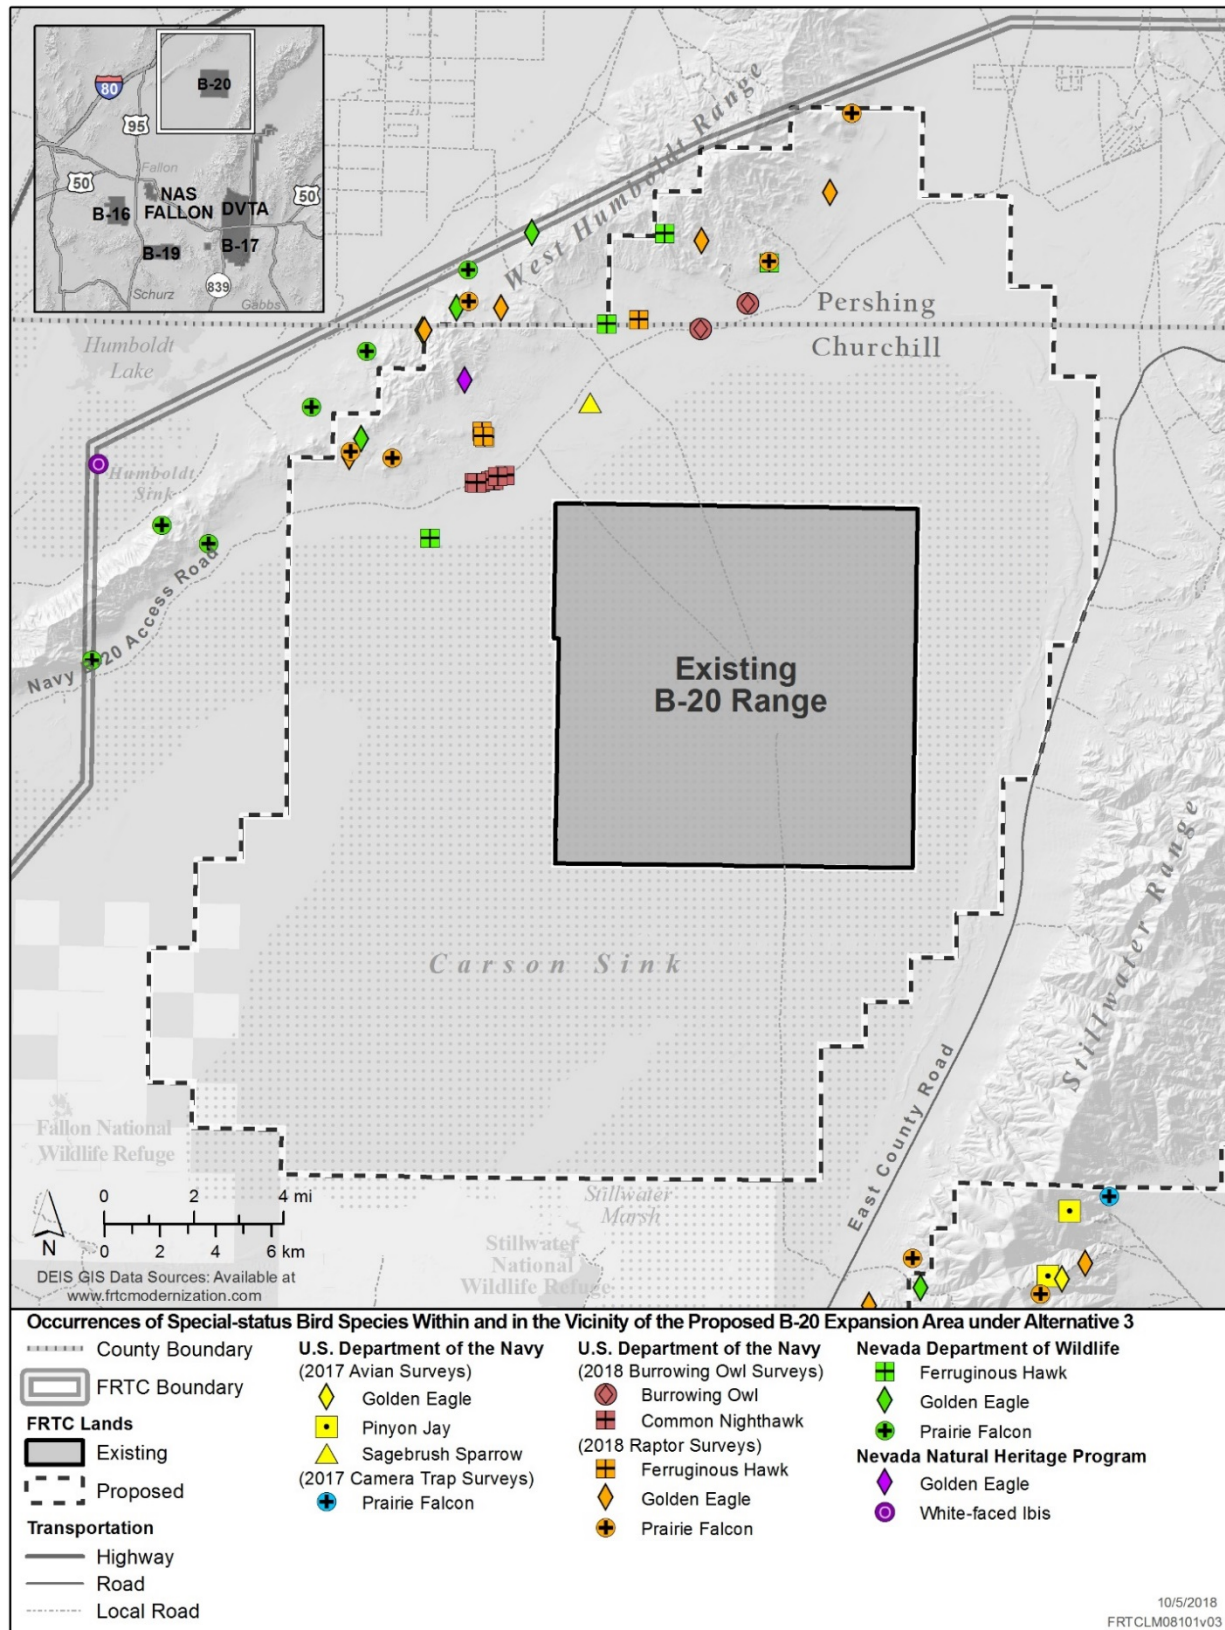 80
B-20
95
Fallon
50
NAS
FALLON
DVTA
50
B-16
B-17
B-19
839
Schurz
Gabbs
West Humboldt Range
Pershing
Churchill
Humboldt
Lake
Humboldt
Sink
Navy B-20 Access Road
Existing
B-20 Range
Carson Sink
Stillwater Range
East County Road
Fallon National
Wildlife Refuge
Stillwater
Marsh
Stillwater
National
Wildlife Refuge
0 2 4 mi
0 2 4 6 km
N
DEIS GIS Data Sources: Available at
www.frtcmodernization.com
Occurrences of Special-status Bird Species Within and in the Vicinity of the Proposed B-20 Expansion Area under Alternative 3
County Boundary
FRTC Boundary
FRTC Lands
Existing
Proposed
Transportation
Highway
Road
Local Road
U.S. Department of the Navy
(2017 Avian Surveys)
Golden Eagle
Pinyon Jay
Sagebrush Sparrow
(2017 Camera Trap Surveys)
Prairie Falcon
U.S. Department of the Navy
(2018 Burrowing Owl Surveys)
Burrowing Owl
Common Nighthawk
(2018 Raptor Surveys)
Ferruginous Hawk
Golden Eagle
Prairie Falcon
Nevada Department of Wildlife
Ferruginous Hawk
Golden Eagle
Prairie Falcon
Nevada Natural Heritage Program
Golden Eagle
White-faced Ibis
10/5/2018
FRTCLM08101v03